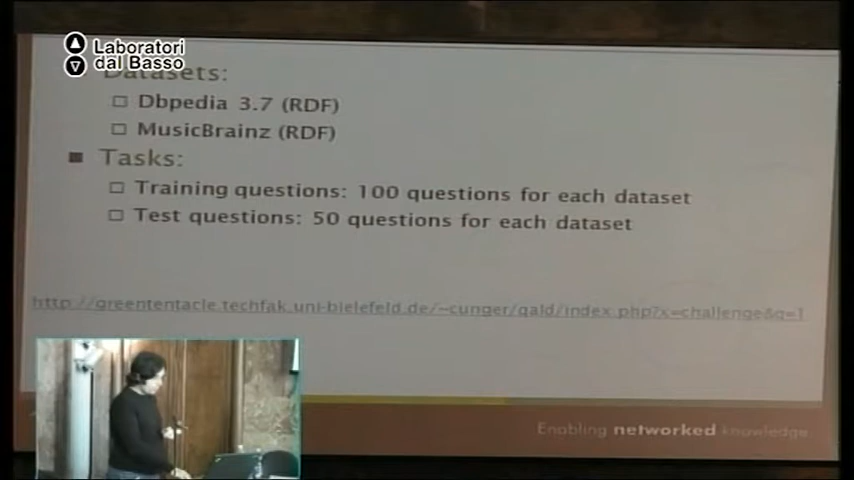 Laboratori
dal Basso
Datasets:
Dbpedia 3.7 (RDF)
MusicBrainz (RDF)
Tasks:
Training questions: 100 questions for each dataset
Test questions: 50 questions for each dataset
http://greententacle.techfak.uni-bielefeld.de/~cunger/qald/index.php?x=challenge&q=1
Enabling networked knowledge